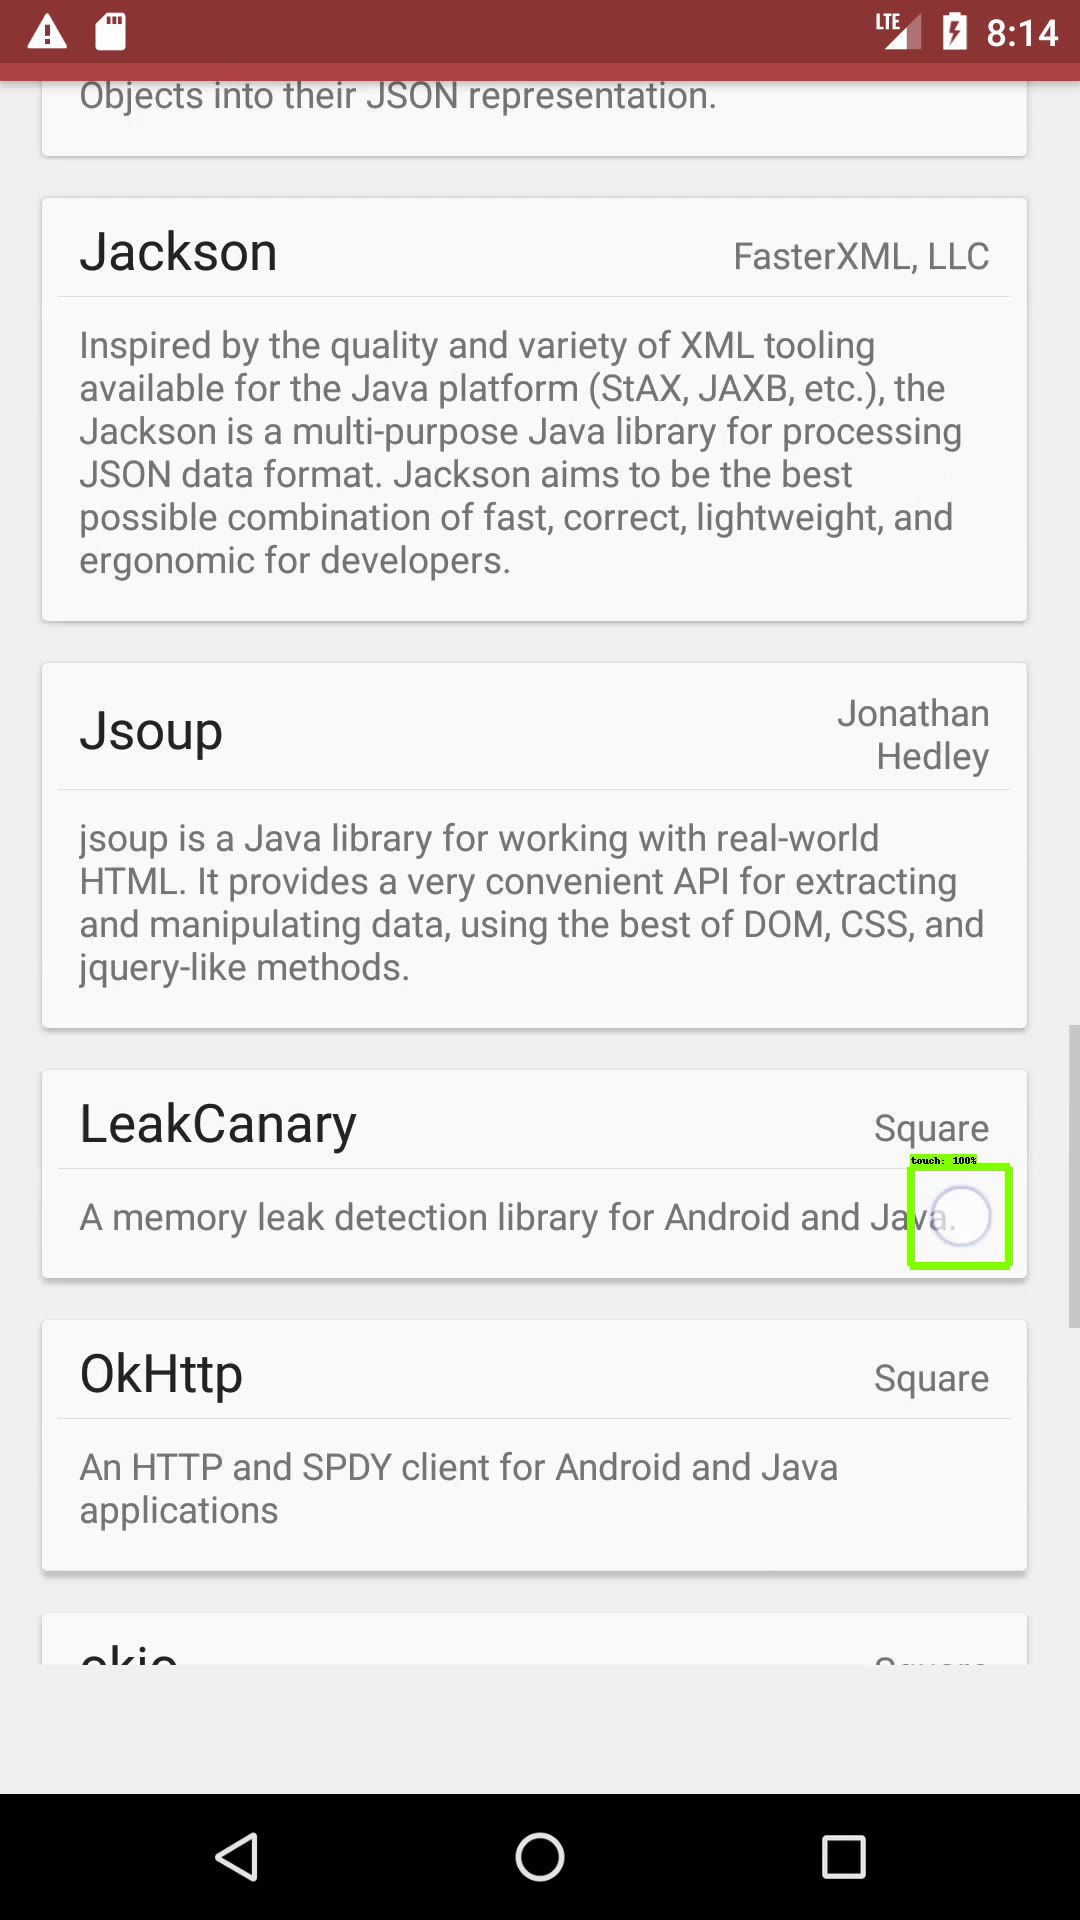 LTE 8:14
Objects into their JSON representation.
Jackson
FasterXML, LLC
Inspired by the quality and variety of XML tooling
available for the Java platform (StAX, JAXB, etc.), the
Jackson is a multi-purpose Java library for processing
JSON data format. Jackson aims to be the best
possible combination of fast, correct, lightweight, and
ergonomic for developers.
Jsoup
Jonathan
Hedley
jsoup is a Java library for working with real-world
HTML. It provides a very convenient API for extracting
and manipulating data, using the best of DOM, CSS, and
jquery-like methods.
LeakCanary
Square
touch: 100%
A memory leak detection library for Android and Java.
OkHttp
Square
An HTTP and SPDY client for Android and Java
applications
okio
Square